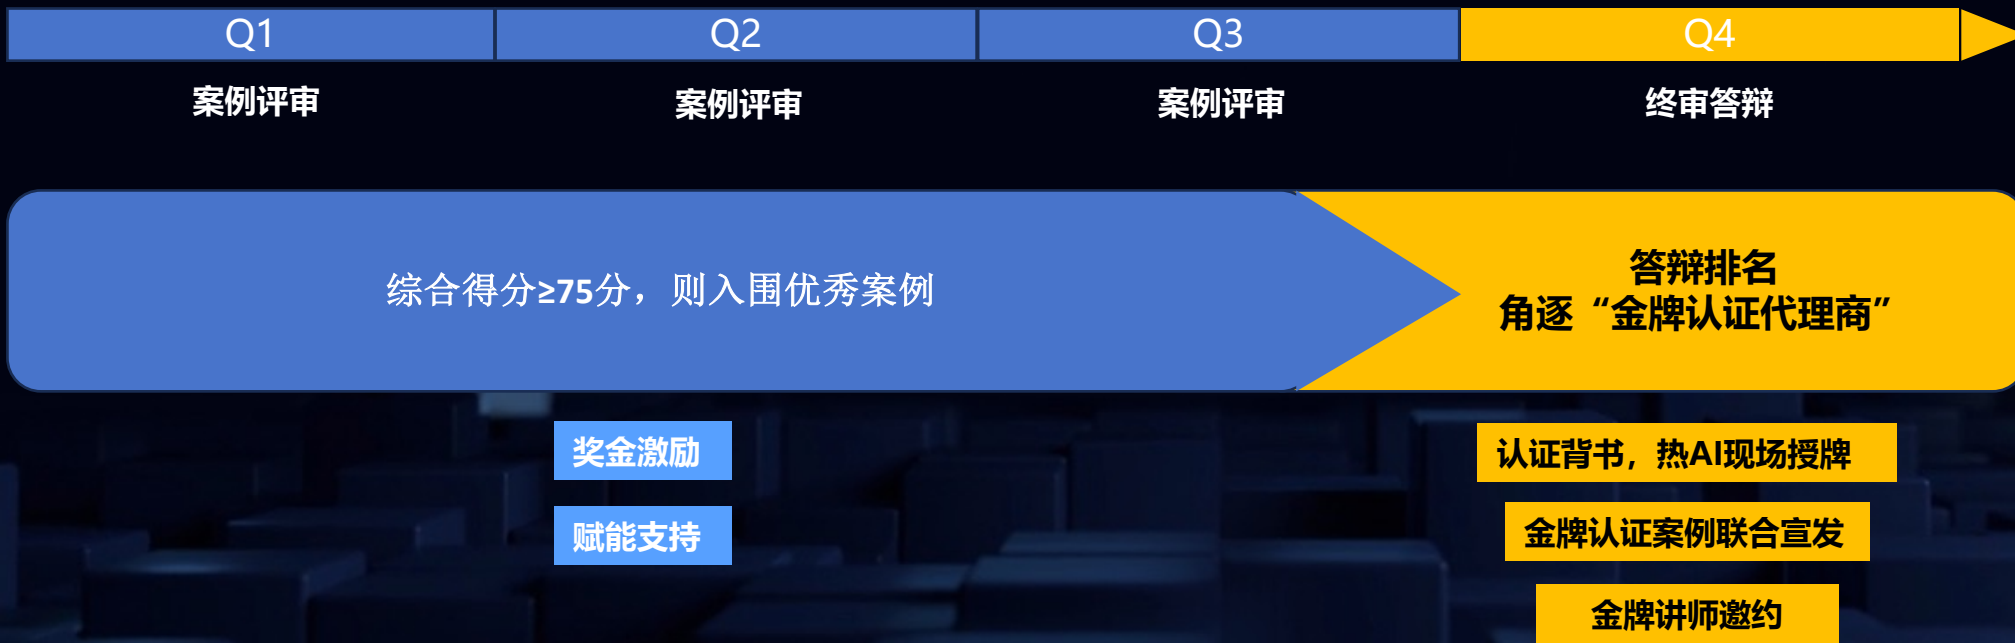 Q1
Q2
Q3
Q4
案例评审
案例评审
案例评审
终审答辩
综合得分≥75分，则入围优秀案例
答辩排名
角逐“金牌认证代理商”
奖金激励
赋能支持
认证背书，热AI现场授牌
金牌认证案例联合宣发
金牌讲师邀约